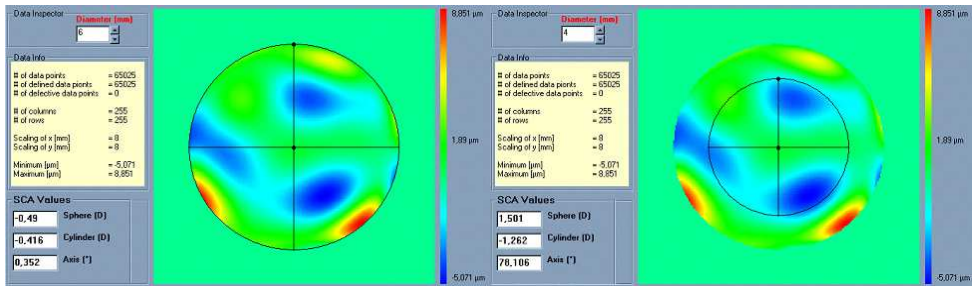 Data Inspector
Diameter (mm)
6
Data Info
# of data points = 65025
# of defined data points = 65025
# of defective data points = 0
# of columns = 255
# of rows = 255
Scaling of x [mm] = 8
Scaling of y [mm] = 8
Minimum [µm] = -5,071
Maximum [µm] = 8,851
SCA Values
-0,49 Sphere (D)
-0,416 Cylinder (D)
0,352 Axis (°)
8,851 µm
1,89 µm
-5,071 µm
Data Inspector
Diameter (mm)
4
Data Info
# of data points = 65025
# of defined data points = 65025
# of defective data points = 0
# of columns = 255
# of rows = 255
Scaling of x [mm] = 8
Scaling of y [mm] = 8
Minimum [µm] = -5,071
Maximum [µm] = 8,851
SCA Values
1,501 Sphere (D)
-1,262 Cylinder (D)
78,106 Axis (°)
8,851 µm
1,89 µm
-5,071 µm